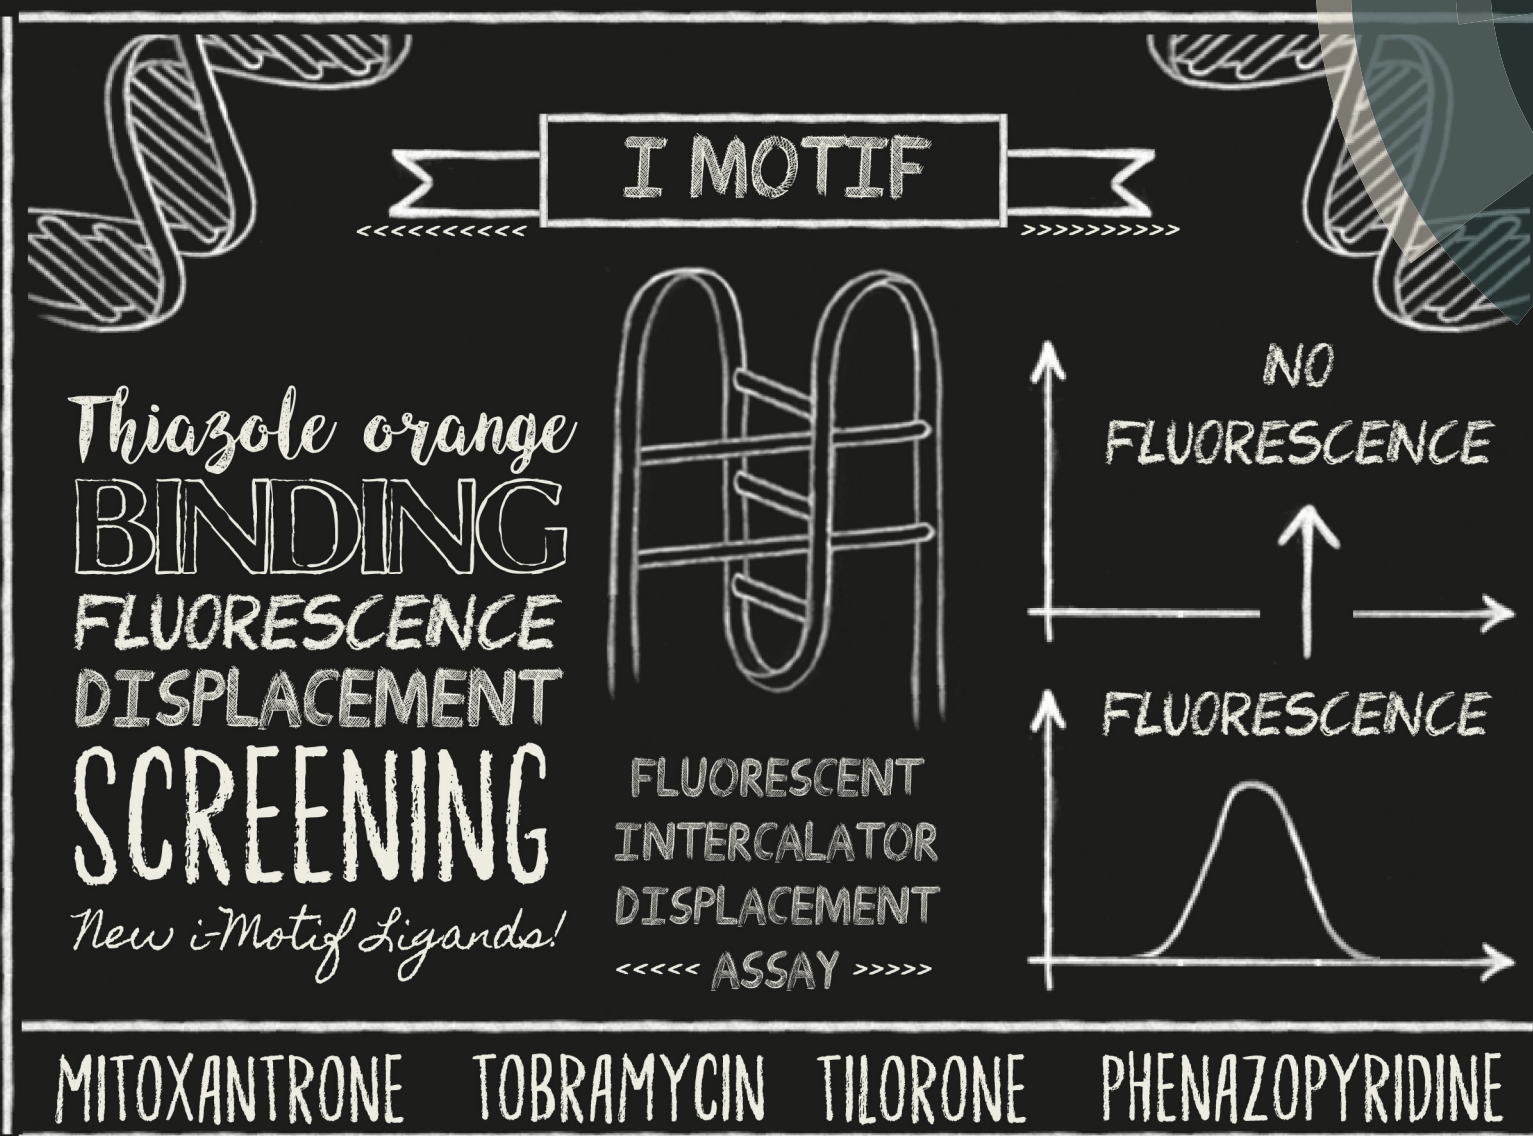 I MOTIF
<<<<<<<<<< >>>>>>>>>>
Thiazole orange
BINDING
FLUORESCENCE
DISPLACEMENT
SCREENING
New i-Motif Ligands!
FLUORESCENT
INTERCALATOR
DISPLACEMENT
<<<<< ASSAY >>>>>
NO
FLUORESCENCE
FLUORESCENCE
MITOXANTRONE TOBRAMYCIN TILORONE PHENAZOPYRIDINE